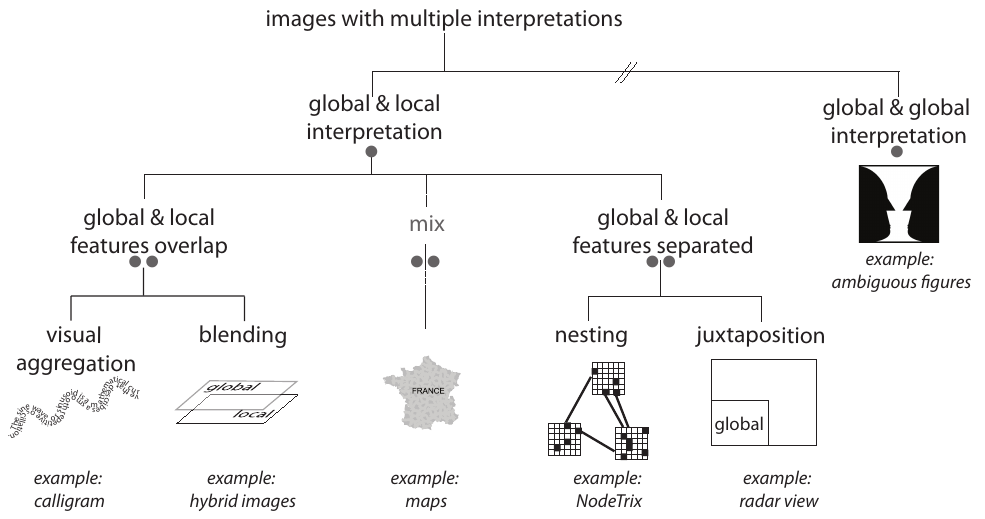 images with multiple interpretations
global & local
interpretation
global & global
interpretation
example:
ambiguous figures
global & local
features overlap
mix
global & local
features separated
visual
aggregation
blending
nesting
juxtaposition
global
local
FRANCE
global
example:
calligram
example:
hybrid images
example:
maps
example:
NodeTrix
example:
radar view